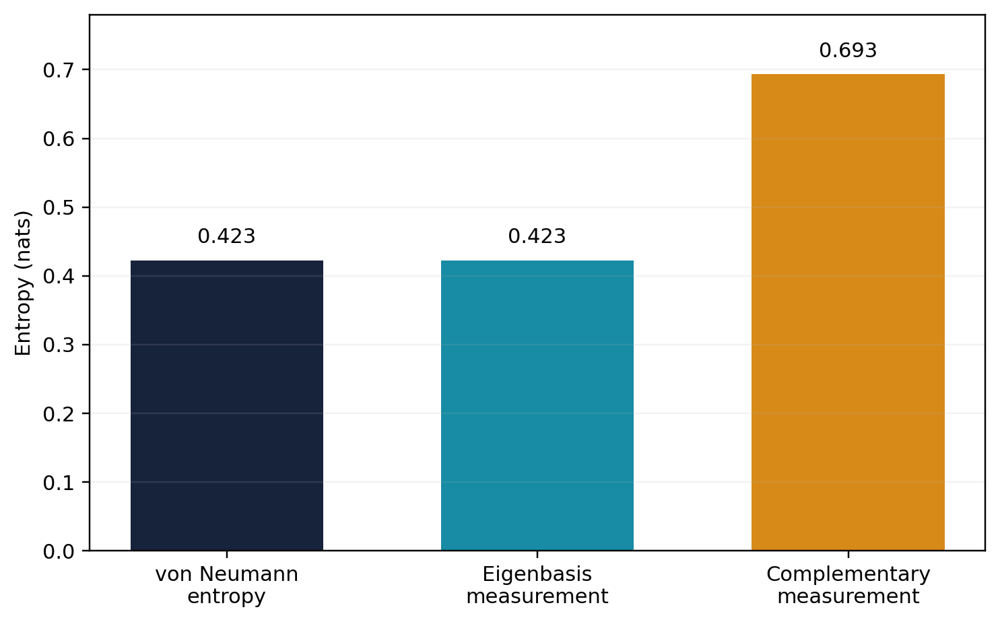 0.693
0.423
0.423
Entropy (nats)
0.7
0.6
0.5
0.4
0.3
0.2
0.1
0.0
von Neumann
entropy
Eigenbasis
measurement
Complementary
measurement